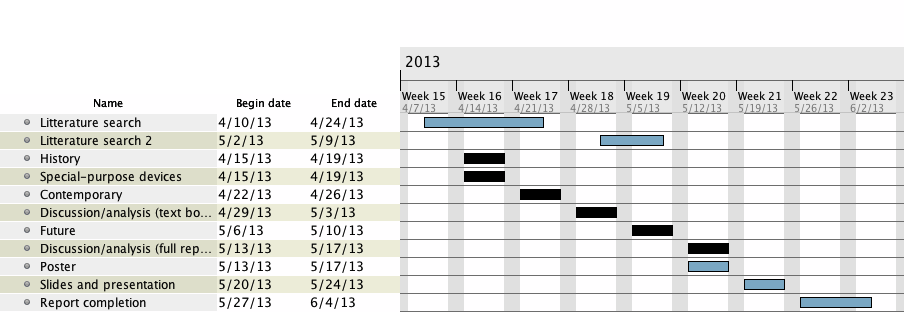 2013
Week 15 Week 16 Week 17 Week 18 Week 19 Week 20 Week 21 Week 22 Week 23
Name Begin date End date 4/7/13 4/14/13 4/21/13 4/28/13 5/5/13 5/12/13 5/19/13 5/26/13 6/2/13
Litterature search 4/10/13 4/24/13
Litterature search 2 5/2/13 5/9/13
History 4/15/13 4/19/13
Special-purpose devices 4/15/13 4/19/13
Contemporary 4/22/13 4/26/13
Discussion/analysis (text bo... 4/29/13 5/3/13
Future 5/6/13 5/10/13
Discussion/analysis (full rep... 5/13/13 5/17/13
Poster 5/13/13 5/17/13
Slides and presentation 5/20/13 5/24/13
Report completion 5/27/13 6/4/13